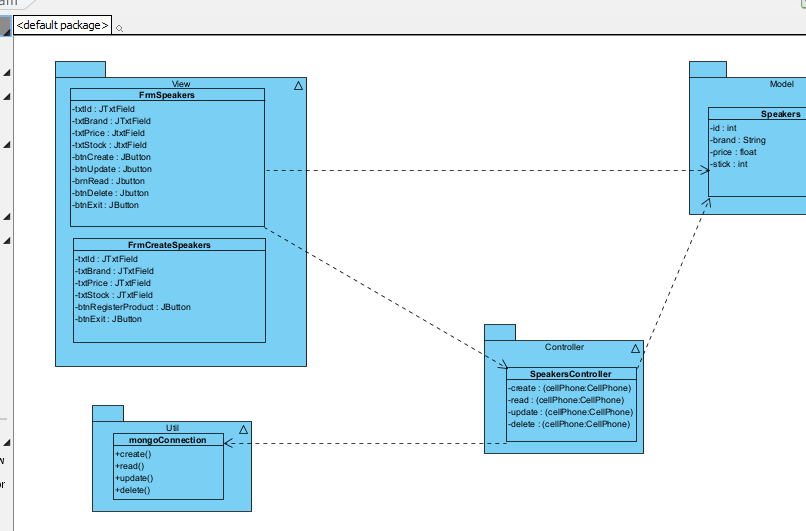 <default package>
View
FrmSpeakers
-txtId : JTxtField
-txtBrand : JTxtField
-txtPrice : JtxtField
-txtStock : JtxtField
-btnCreate : JButton
-btnUpdate : Jbutton
-brnRead : Jbutton
-btnDelete : Jbutton
-btnExit : JButton
FrmCreateSpeakers
-txtId : JTxtField
-txtBrand : JTxtField
-txtPrice : JTxtField
-txtStock : JTxtField
-btnRegisterProduct : JButton
-btnExit : JButton
Model
Speakers
-id : int
-brand : String
-price : float
-stick : int
Controller
SpeakersController
-create : (cellPhone:CellPhone)
-read : (cellPhone:CellPhone)
-update : (cellPhone:CellPhone)
-delete : (cellPhone:CellPhone)
Util
mongoConnection
+create()
+read()
+update()
+delete()